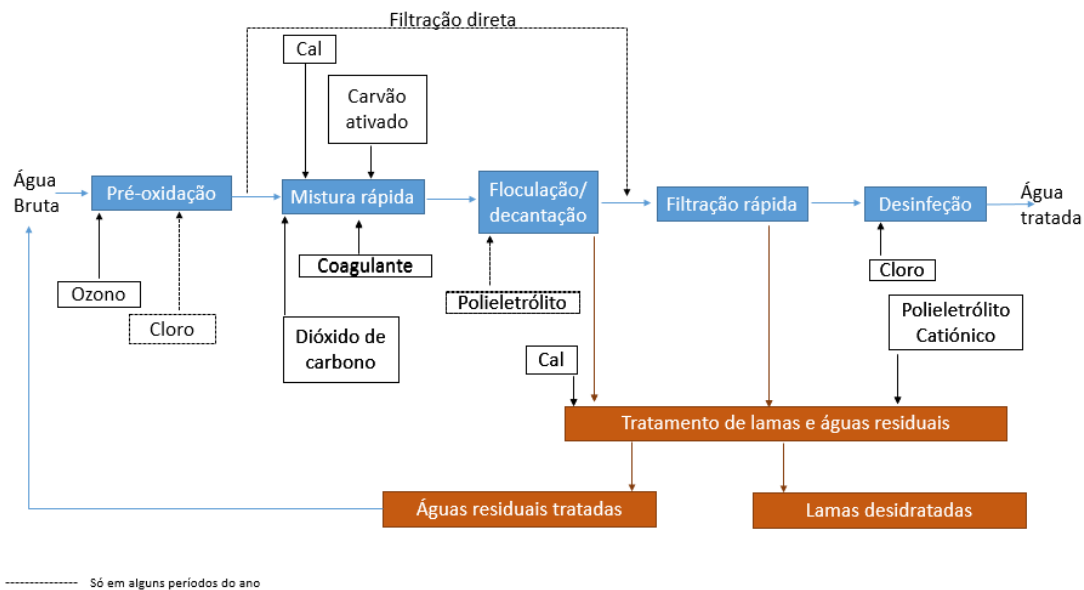 Filtração direta
Cal
Carvão
ativado
Água
Bruta
Pré-oxidação
Mistura rápida
Floculação/
decantação
Filtração rápida
Desinfeção
Água
tratada
Ozono
Cloro
Coagulante
Dióxido de
carbono
Polieletrólito
Cloro
Polieletrólito
Catiónico
Cal
Tratamento de lamas e águas residuais
Águas residuais tratadas
Lamas desidratadas
Só em alguns períodos do ano